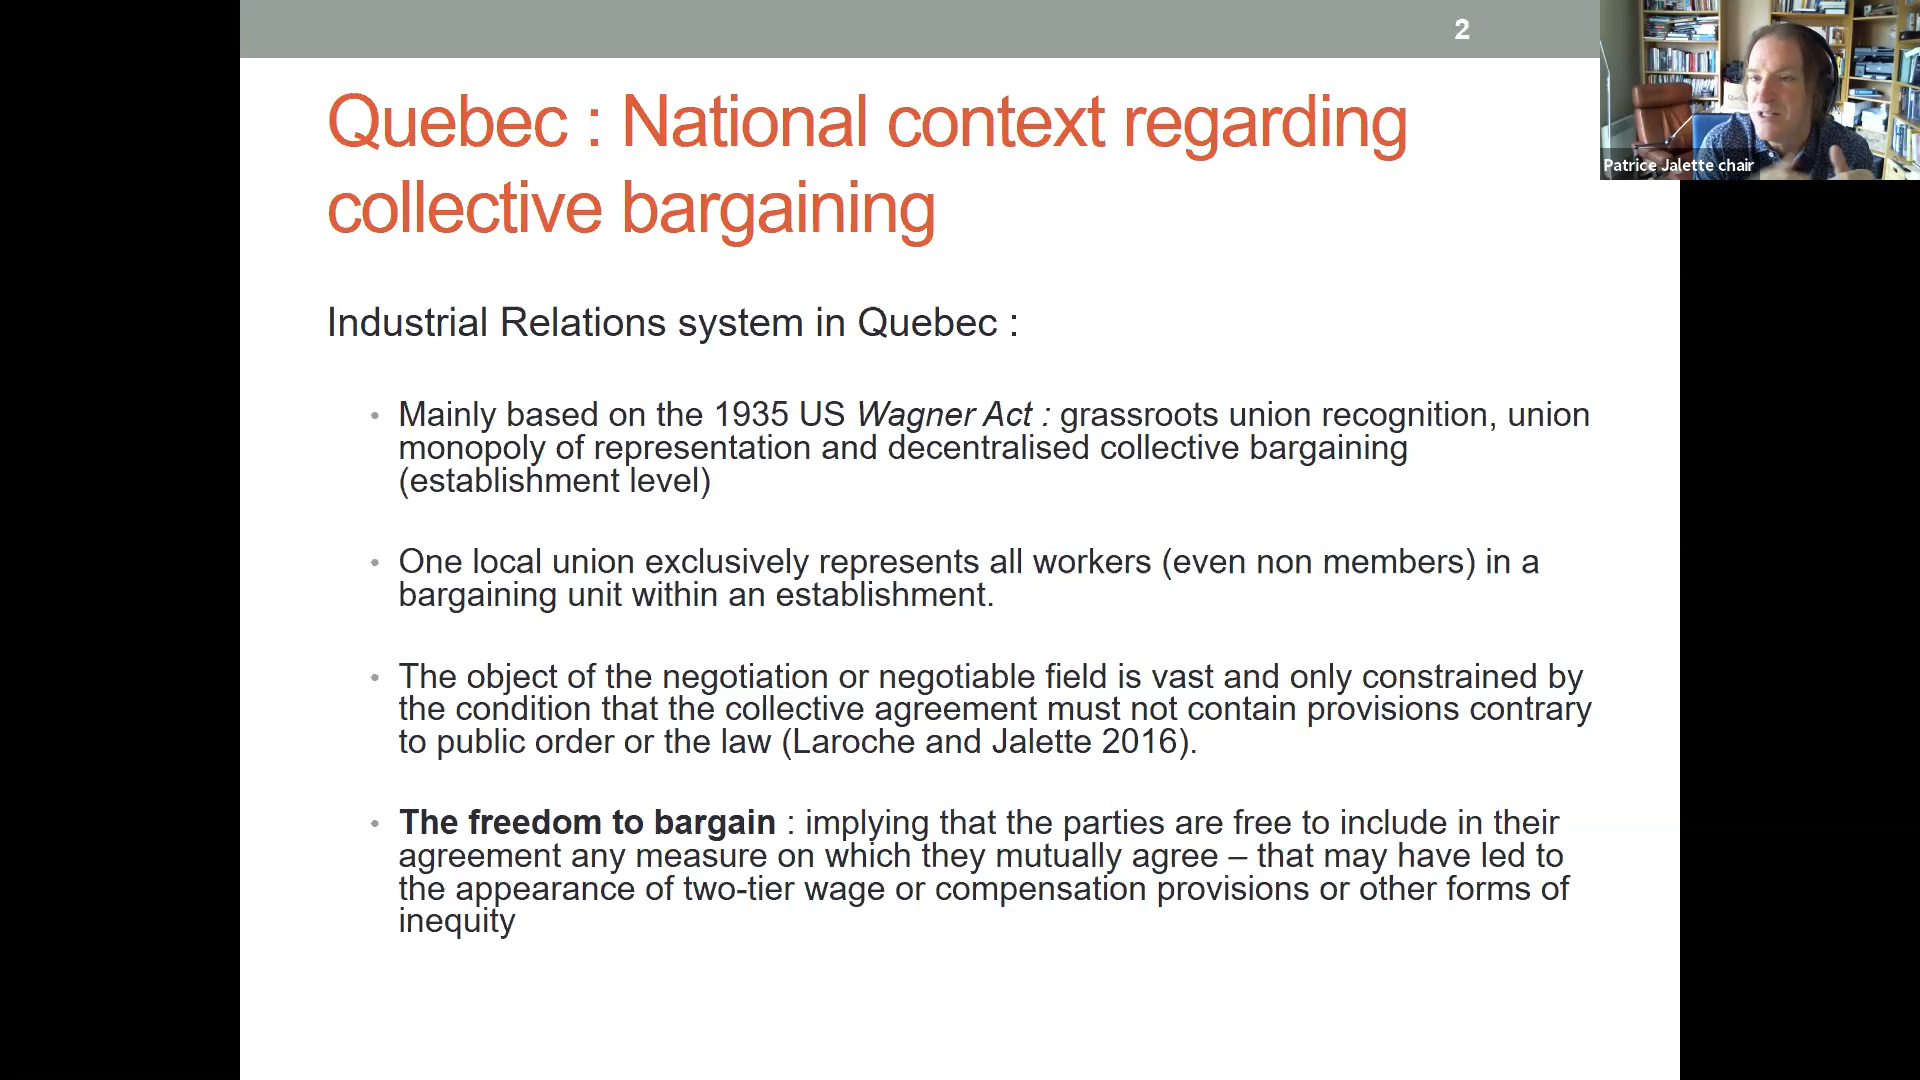 2
Patrice Jalette chair
Quebec : National context regarding
collective bargaining
Industrial Relations system in Quebec :
• Mainly based on the 1935 US Wagner Act : grassroots union recognition, union
monopoly of representation and decentralised collective bargaining
(establishment level)
• One local union exclusively represents all workers (even non members) in a
bargaining unit within an establishment.
• The object of the negotiation or negotiable field is vast and only constrained by
the condition that the collective agreement must not contain provisions contrary
to public order or the law (Laroche and Jalette 2016).
• The freedom to bargain : implying that the parties are free to include in their
agreement any measure on which they mutually agree – that may have led to
the appearance of two-tier wage or compensation provisions or other forms of
inequity